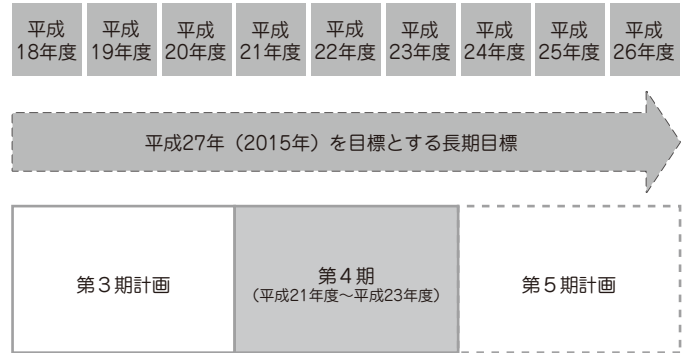 平成
18年度
平成
19年度
平成
20年度
平成
21年度
平成
22年度
平成
23年度
平成
24年度
平成
25年度
平成
26年度
平成27年（2015年）を目標とする長期目標
第３期計画
第４期
（平成21年度～平成23年度）
第５期計画